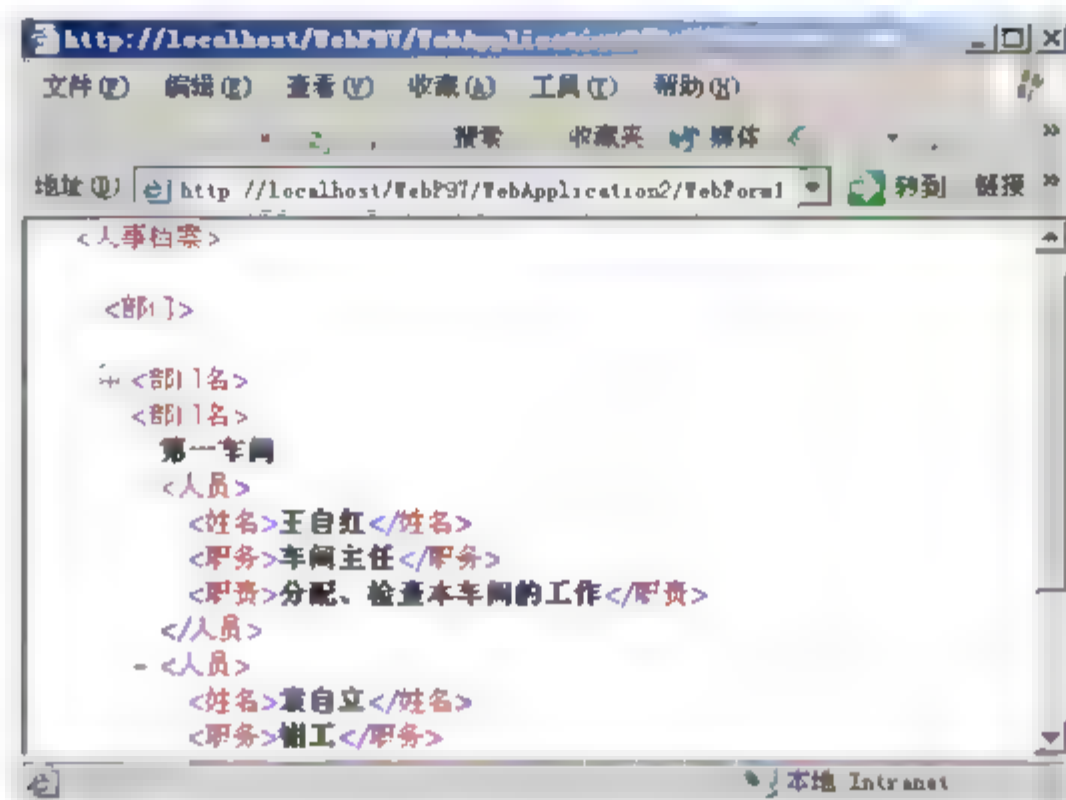 http://localhost/WebP97/WebApplication
文件(F) 编辑(E) 查看(V) 收藏(A) 工具(T) 帮助(H)
搜索 收藏夹 媒体
地址(D) http //localhost/WebP97/WebApplication2/WebForm1 转到 链接 »
<人事档案>
<部门>
+ <部门名>
<部门名>
第一车间
<人员>
<姓名>王自红</姓名>
<职务>车间主任</职务>
<职责>分配、检查本车间的工作</职责>
</人员>
- <人员>
<姓名>袁自立</姓名>
<职务>钳工</职务>
本地 Intranet